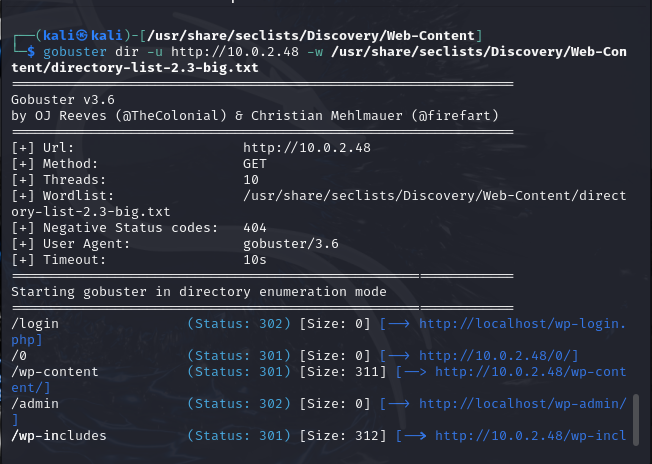 ┌──(kali㉿kali)-[/usr/share/seclists/Discovery/Web-Content]
└─$ gobuster dir -u http://10.0.2.48 -w /usr/share/seclists/Discovery/Web-Con
tent/directory-list-2.3-big.txt
===============================================================
Gobuster v3.6
by OJ Reeves (@TheColonial) & Christian Mehlmauer (@firefart)
===============================================================
[+] Url:                     http://10.0.2.48
[+] Method:                  GET
[+] Threads:                 10
[+] Wordlist:                /usr/share/seclists/Discovery/Web-Content/direct
ory-list-2.3-big.txt
[+] Negative Status codes:   404
[+] User Agent:              gobuster/3.6
[+] Timeout:                 10s
===============================================================
Starting gobuster in directory enumeration mode
===============================================================
/login                (Status: 302) [Size: 0] [--> http://localhost/wp-login.
php]
/0                    (Status: 301) [Size: 0] [--> http://10.0.2.48/0/]
/wp-content           (Status: 301) [Size: 311] [--> http://10.0.2.48/wp-cont
ent/]
/admin                (Status: 302) [Size: 0] [--> http://localhost/wp-admin/
]
/wp-includes          (Status: 301) [Size: 312] [--> http://10.0.2.48/wp-incl